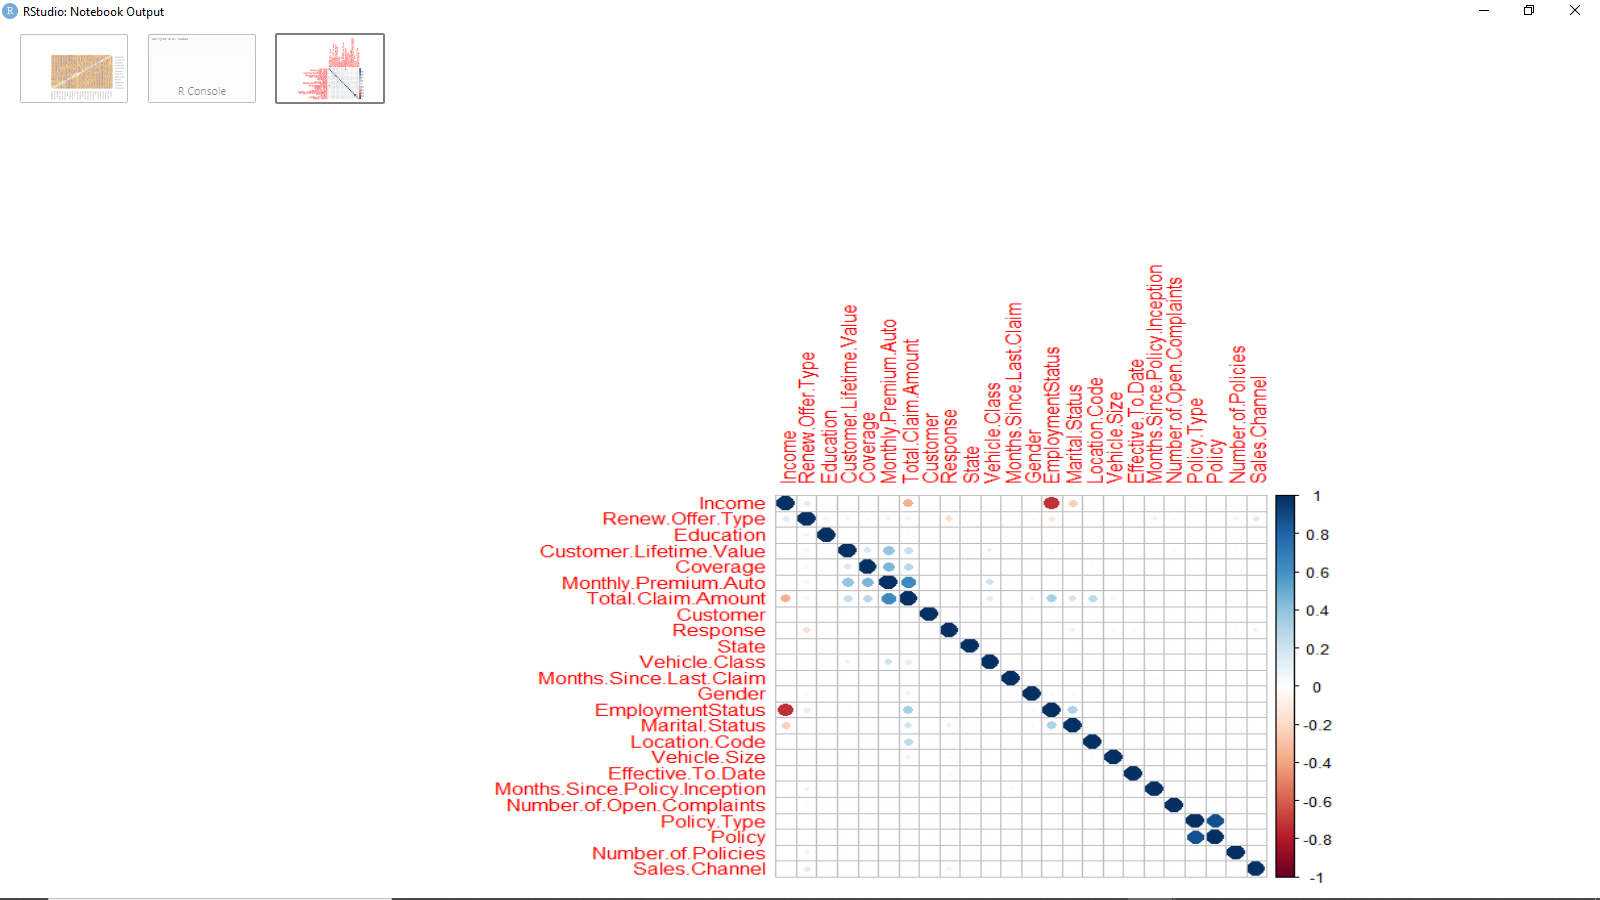 R RStudio: Notebook Output
R Console
Income
Renew.Offer.Type
Education
Customer.Lifetime.Value
Coverage
Monthly.Premium.Auto
Total.Claim.Amount
Customer
Response
State
Vehicle.Class
Months.Since.Last.Claim
Gender
EmploymentStatus
Marital.Status
Location.Code
Vehicle.Size
Effective.To.Date
Months.Since.Policy.Inception
Number.of.Open.Complaints
Policy.Type
Policy
Number.of.Policies
Sales.Channel
Income
Renew.Offer.Type
Education
Customer.Lifetime.Value
Coverage
Monthly.Premium.Auto
Total.Claim.Amount
Customer
Response
State
Vehicle.Class
Months.Since.Last.Claim
Gender
EmploymentStatus
Marital.Status
Location.Code
Vehicle.Size
Effective.To.Date
Months.Since.Policy.Inception
Number.of.Open.Complaints
Policy.Type
Policy
Number.of.Policies
Sales.Channel
1
0.8
0.6
0.4
0.2
0
-0.2
-0.4
-0.6
-0.8
-1